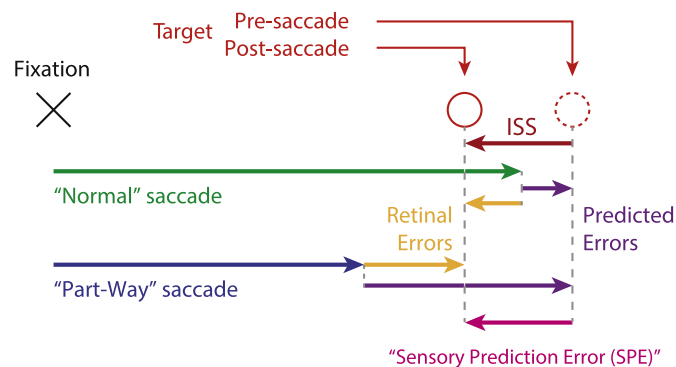 Target Pre-saccade
Post-saccade
Fixation
ISS
“Normal” saccade
Retinal
Errors
Predicted
Errors
“Part-Way” saccade
“Sensory Prediction Error (SPE)”